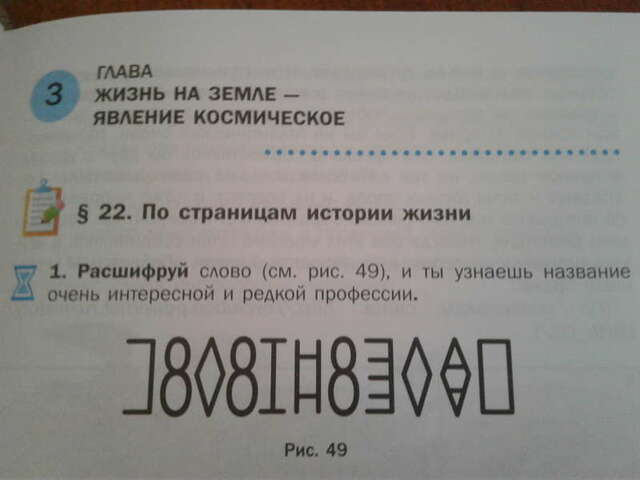 3
ГЛАВА
ЖИЗНЬ НА ЗЕМЛЕ —
ЯВЛЕНИЕ КОСМИЧЕСКОЕ
§ 22. По страницам истории жизни
1. Расшифруй слово (см. рис. 49), и ты узнаешь название
очень интересной и редкой профессии.
Рис. 49